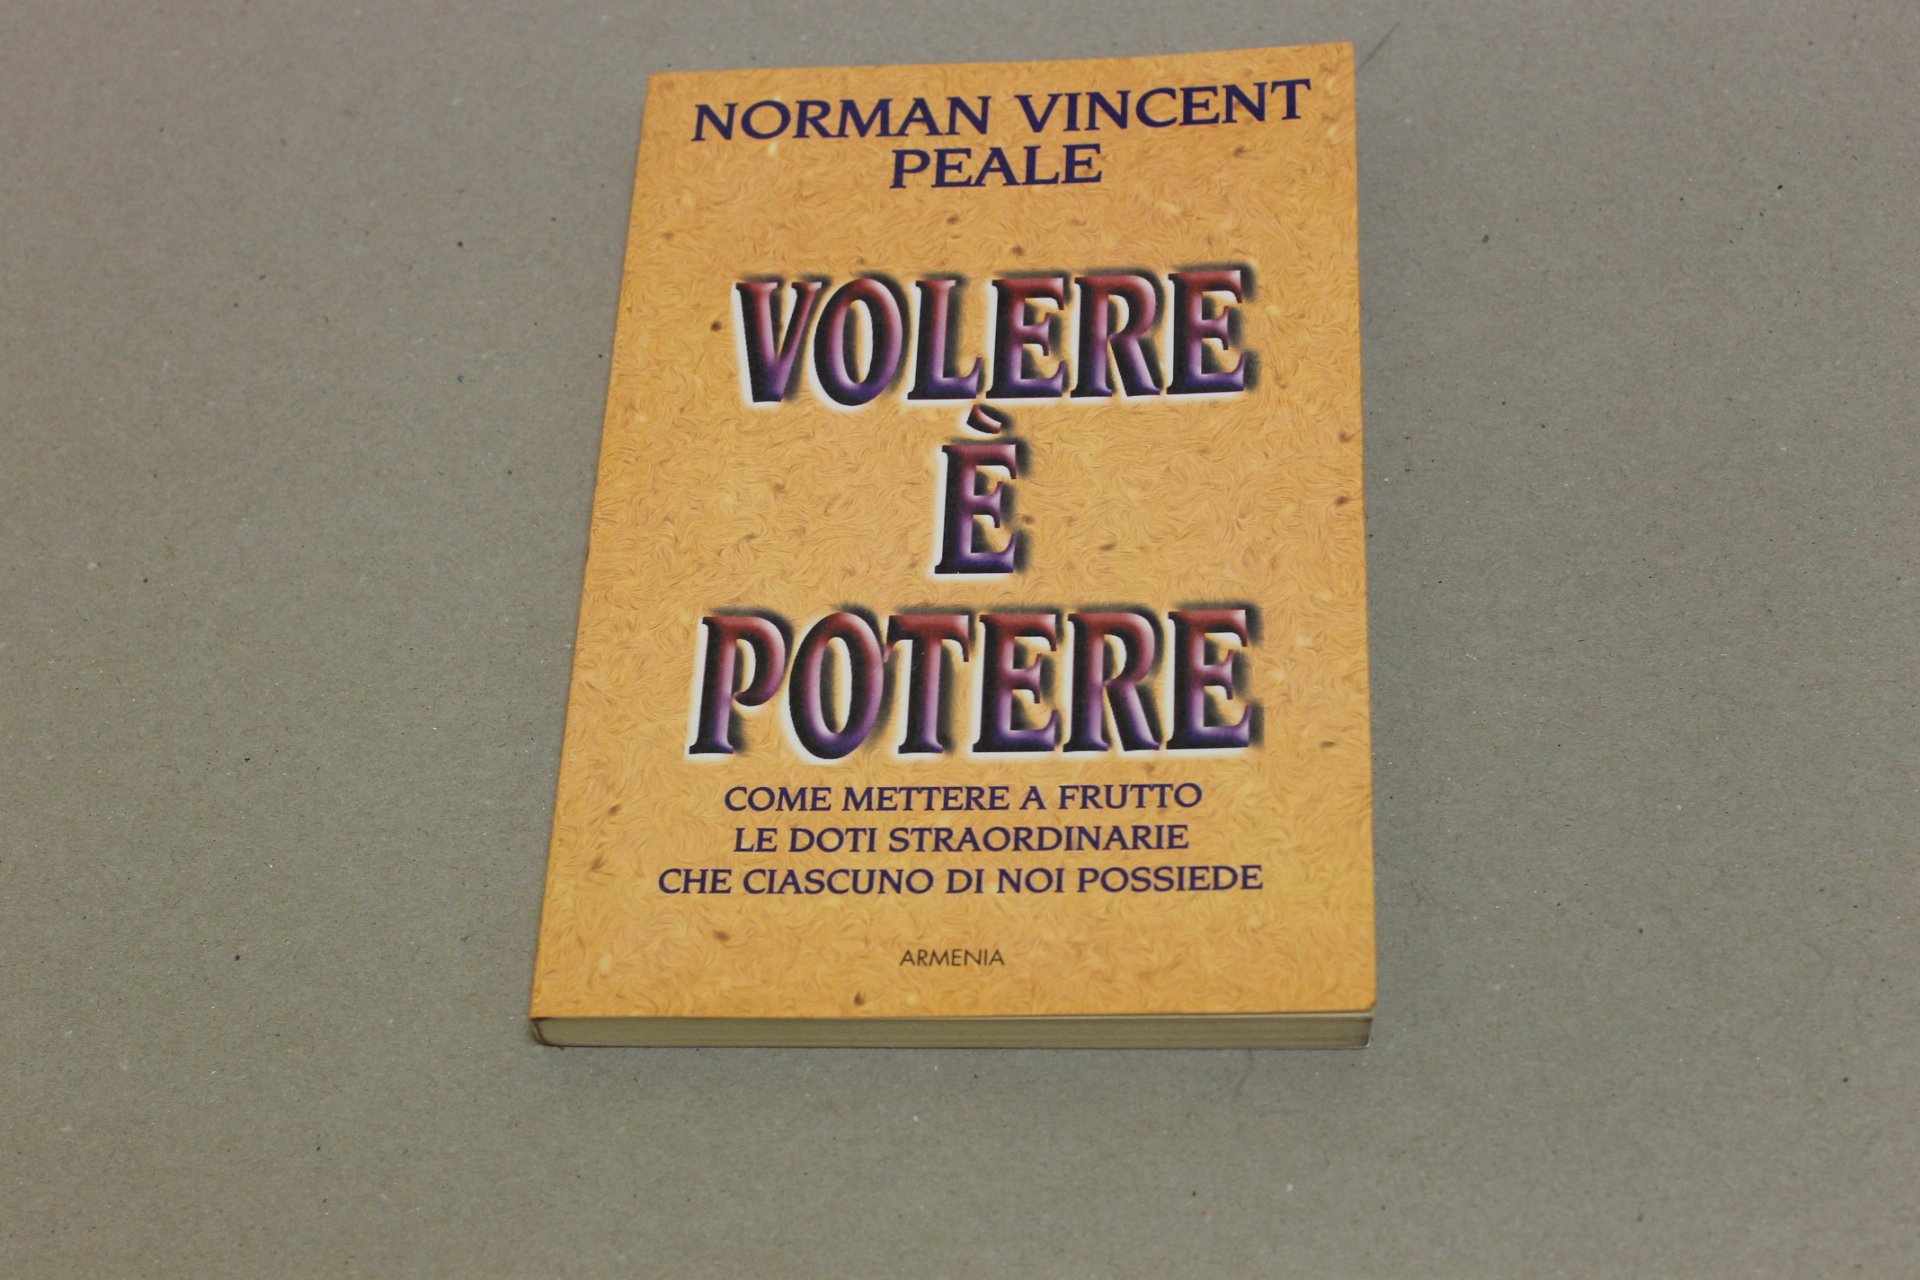 NORMAN VINCENT
PEALE
VOLERE
È
POTERE
COME METTERE A FRUTTO
LE DOTI STRAORDINARIE
CHE CIASCUNO DI NOI POSSIEDE
ARMENIA